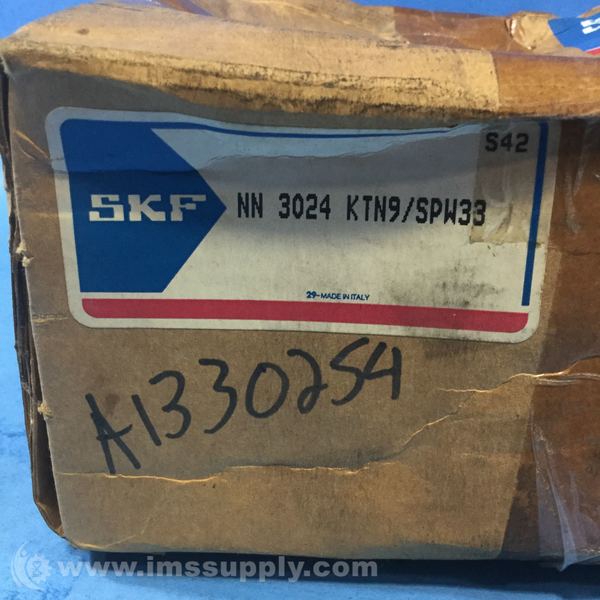 S42
SKF
NN 3024 KTN9/SPW33
29-MADE IN ITALY
A1330254
www.imssupply.com